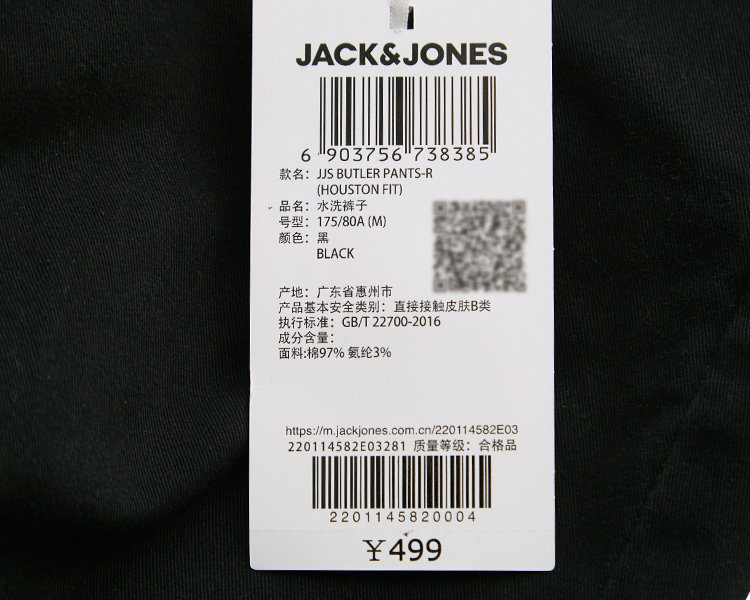 JACK&JONES
6 903756 738385
款名: JJS BUTLER PANTS-R
(HOUSTON FIT)
品名: 水洗裤子
号型: 175/80A (M)
颜色: 黑
BLACK
产地: 广东省惠州市
产品基本安全类别: 直接接触皮肤B类
执行标准: GB/T 22700-2016
成分含量:
面料:棉97% 氨纶3%
https://m.jackjones.com.cn/220114582E03
220114582E03281 质量等级: 合格品
2201145820004
￥499